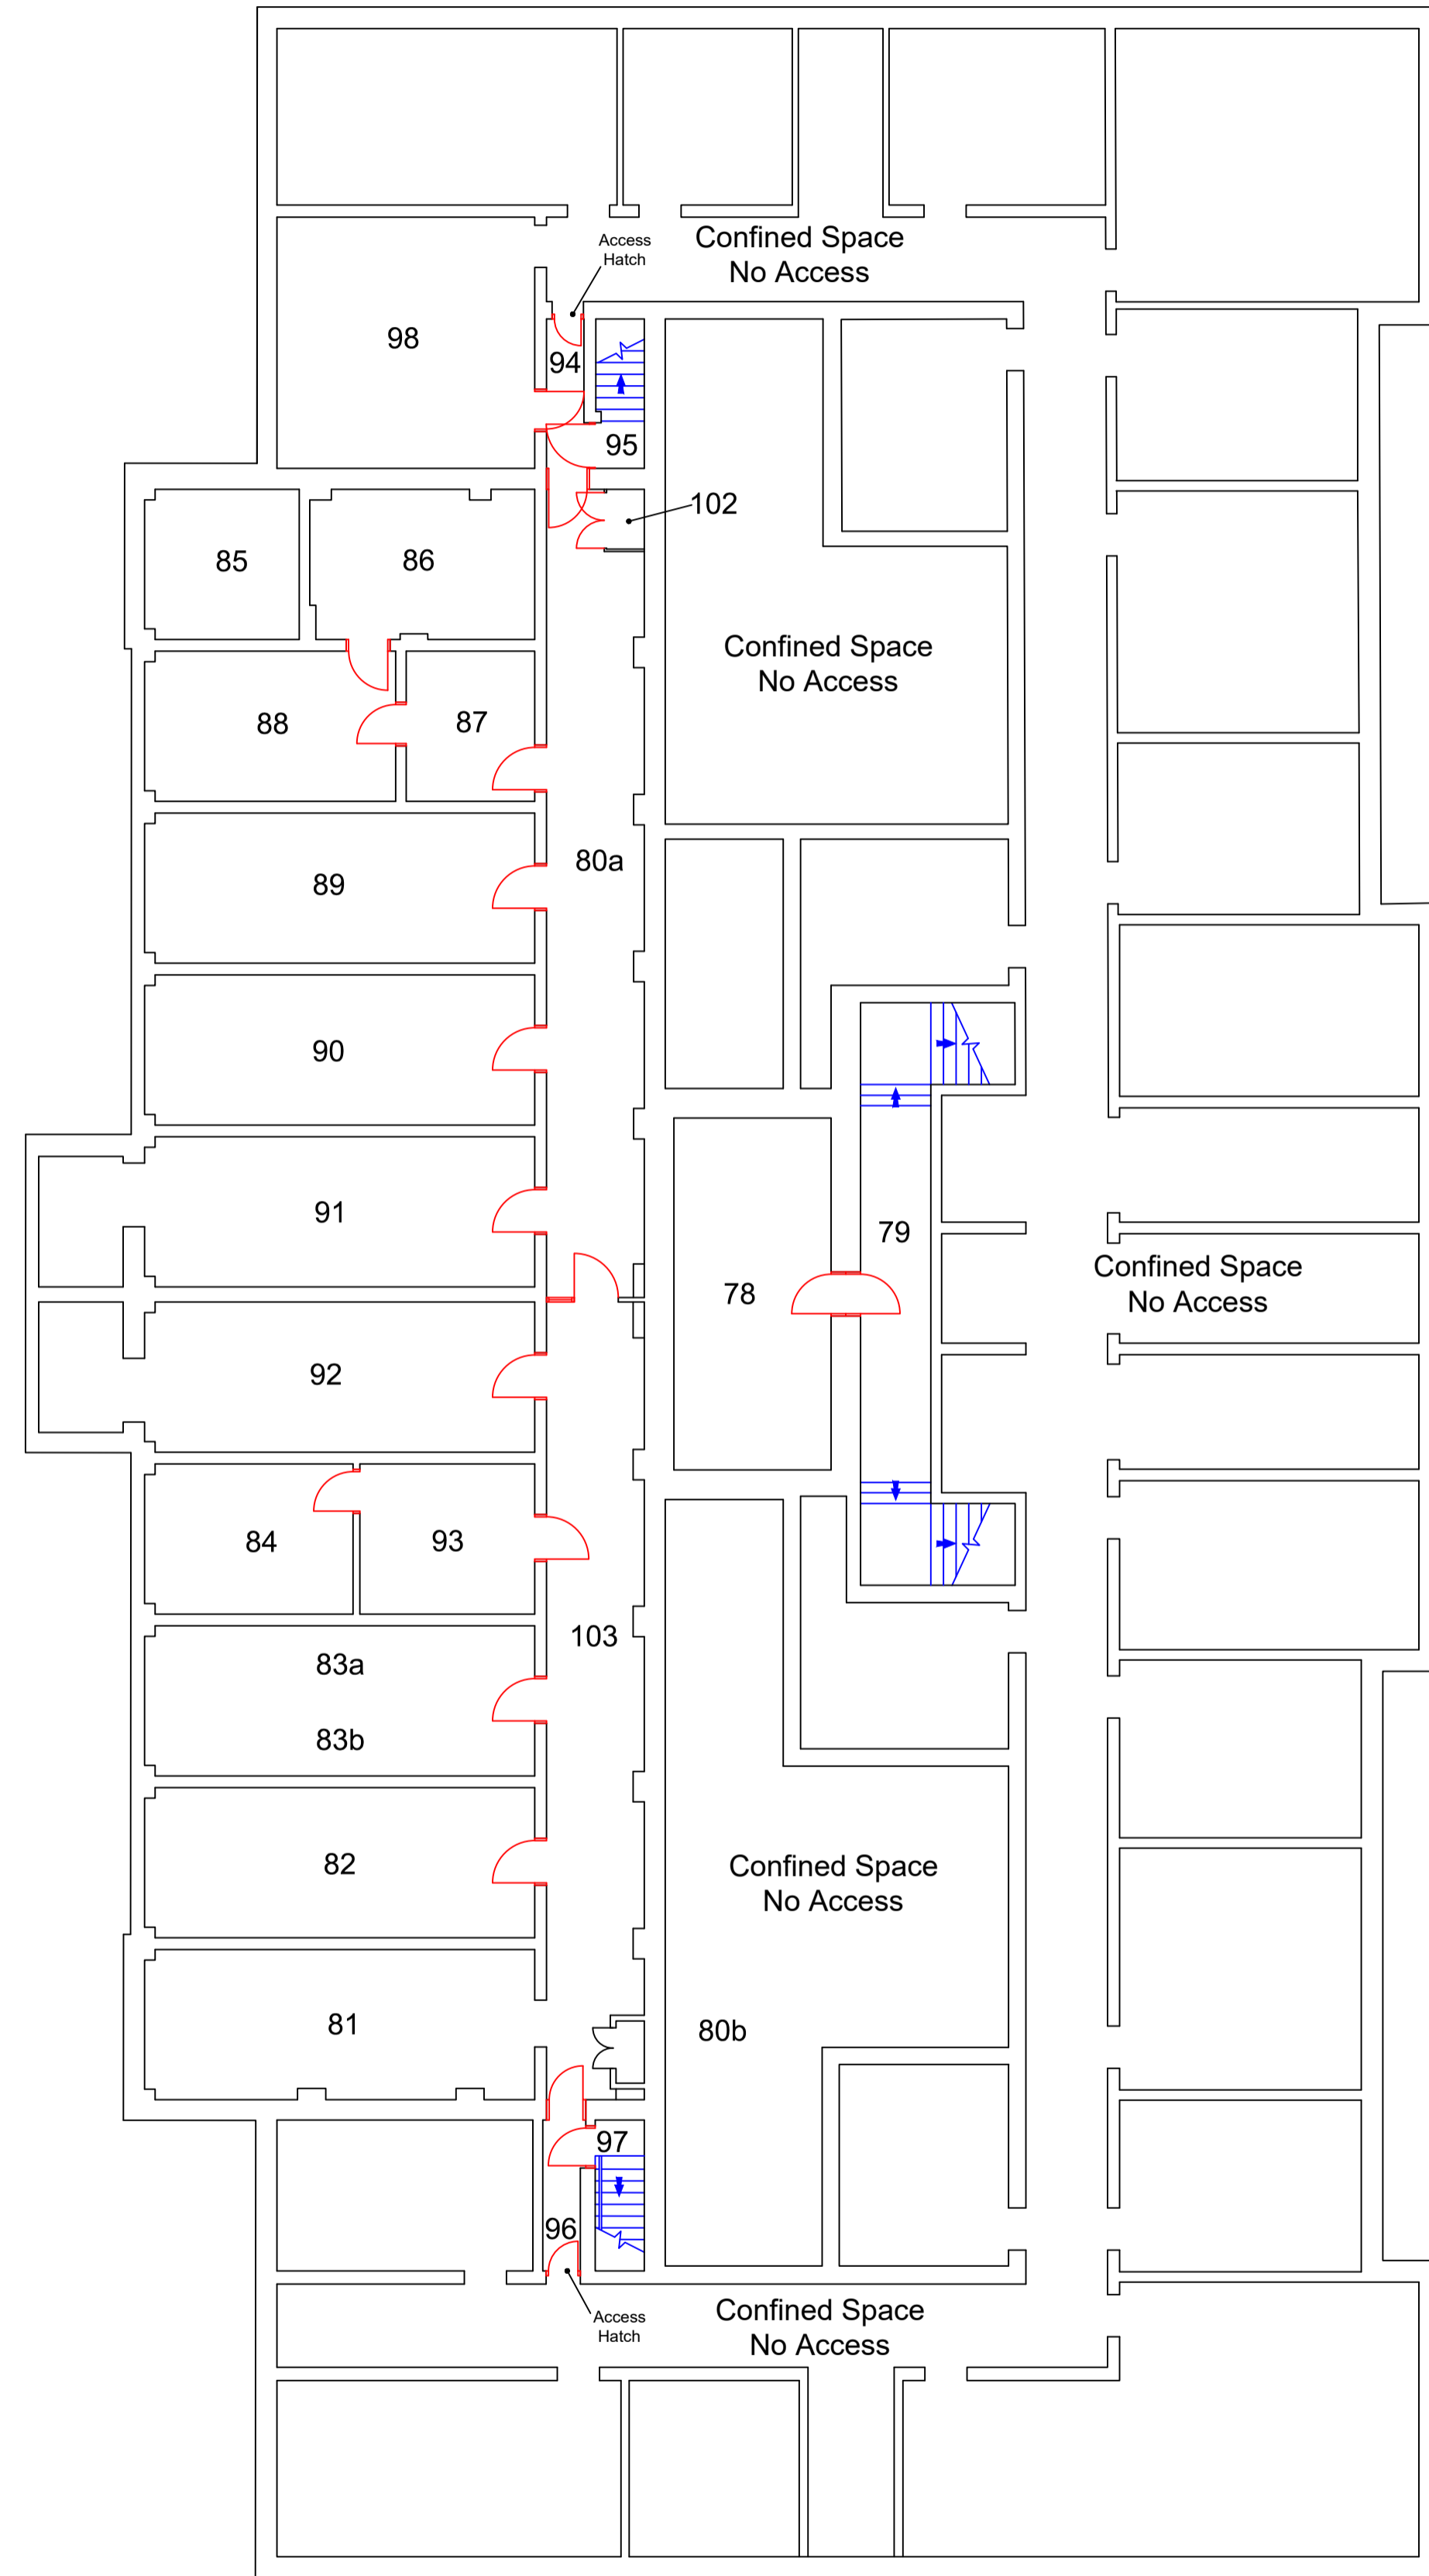 Access
Hatch
Confined Space
No Access
98
94
95
102
85
86
Confined Space
No Access
88
87
80a
89
90
91
79
Confined Space
No Access
78
92
84
93
103
83a
83b
82
Confined Space
No Access
81
80b
97
96
Access
Hatch
Confined Space
No Access